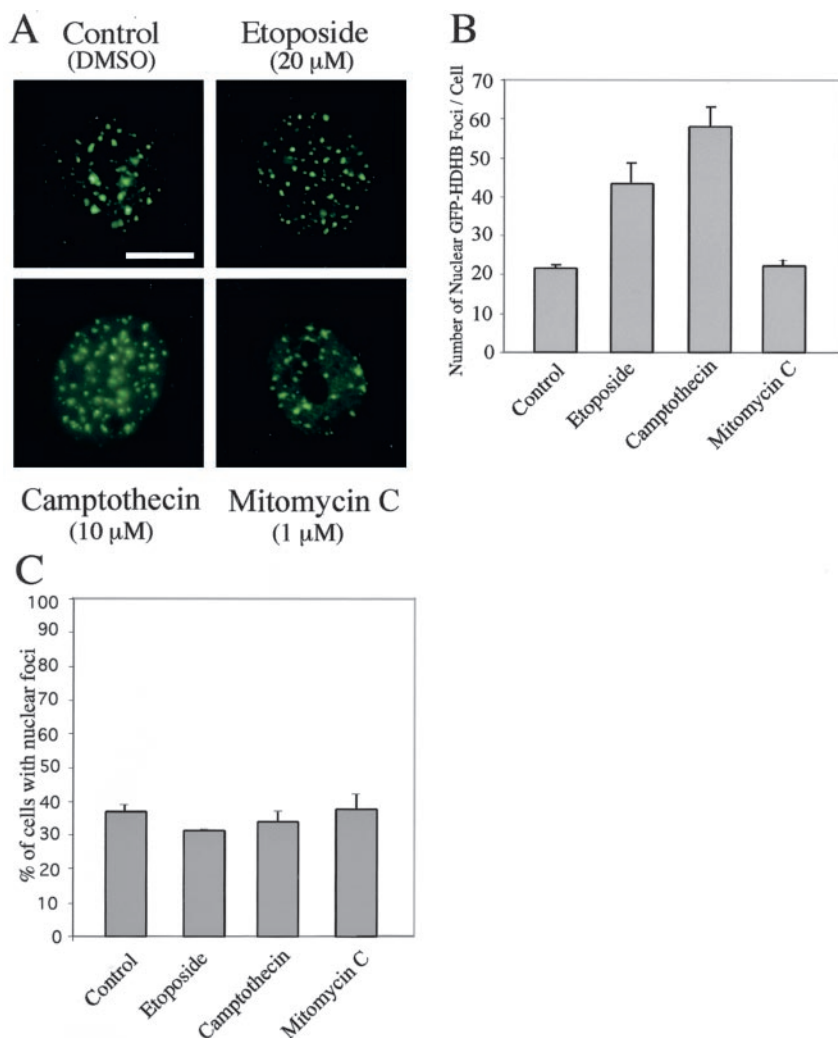 A
Control
(DMSO)
Etoposide
(20 μM)
Camptothecin
(10 μM)
Mitomycin C
(1 μM)
B
Number of Nuclear GFP-HDHB Foci / Cell
70
60
50
40
30
20
10
0
Control
Etoposide
Camptothecin
Mitomycin C
C
% of cells with nuclear foci
100
90
80
70
60
50
40
30
20
10
0
Control
Etoposide
Camptothecin
Mitomycin C